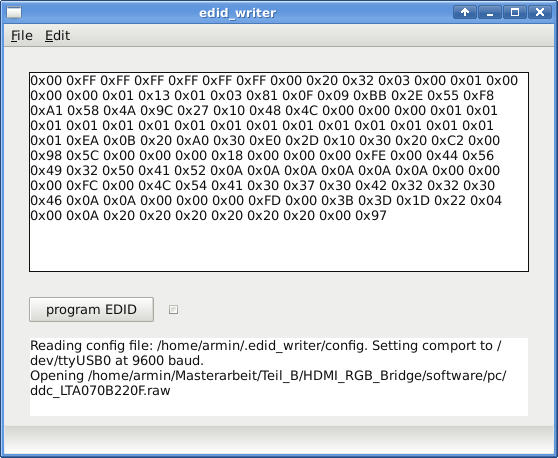 edid_writer
File Edit
0x00 0xFF 0xFF 0xFF 0xFF 0xFF 0xFF 0x00 0x20 0x32 0x03 0x00 0x01 0x00
0x00 0x00 0x01 0x13 0x01 0x03 0x81 0x0F 0x09 0xBB 0x2E 0x55 0xF8
0xA1 0x58 0x4A 0x9C 0x27 0x10 0x48 0x4C 0x00 0x00 0x00 0x01 0x01
0x01 0x01 0x01 0x01 0x01 0x01 0x01 0x01 0x01 0x01 0x01 0x01 0x01
0x01 0xEA 0x0B 0x20 0xA0 0x30 0xE0 0x2D 0x10 0x30 0x20 0xC2 0x00
0x98 0x5C 0x00 0x00 0x00 0x18 0x00 0x00 0x00 0xFE 0x00 0x44 0x56
0x49 0x32 0x50 0x41 0x52 0x0A 0x0A 0x0A 0x0A 0x0A 0x0A 0x00 0x00
0x00 0xFC 0x00 0x4C 0x54 0x41 0x30 0x37 0x30 0x42 0x32 0x32 0x30
0x46 0x0A 0x0A 0x00 0x00 0x00 0xFD 0x00 0x3B 0x3D 0x1D 0x22 0x04
0x00 0x0A 0x20 0x20 0x20 0x20 0x20 0x20 0x00 0x97
program EDID
Reading config file: /home/armin/.edid_writer/config. Setting comport to /
dev/ttyUSB0 at 9600 baud.
Opening /home/armin/Masterarbeit/Teil_B/HDMI_RGB_Bridge/software/pc/
ddc_LTA070B220F.raw